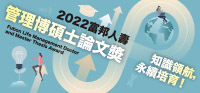 2022富邦人壽
管理博碩士論文獎
Fubon Life Management Doctor
and Master Thesis Award
知識領航,
永續培育!